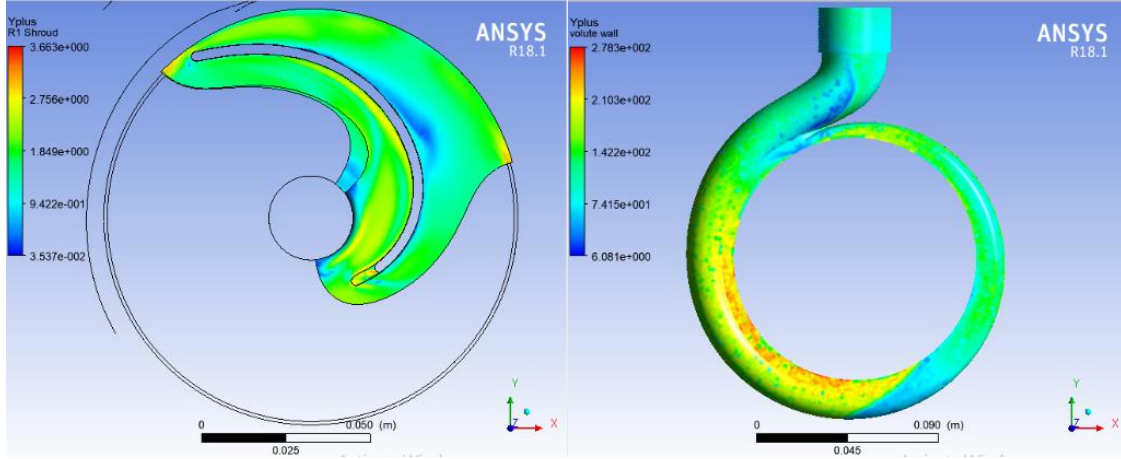 Yplus
R1 Shroud
3.663e+000
2.756e+000
1.849e+000
9.422e-001
3.537e-002
ANSYS
R18.1
0
0.050 (m)
0.025
Y
Z
X
Yplus
volute wall
2.783e+002
2.103e+002
1.422e+002
7.415e+001
6.081e+000
ANSYS
R18.1
0
0.090 (m)
0.045
Y
Z
X